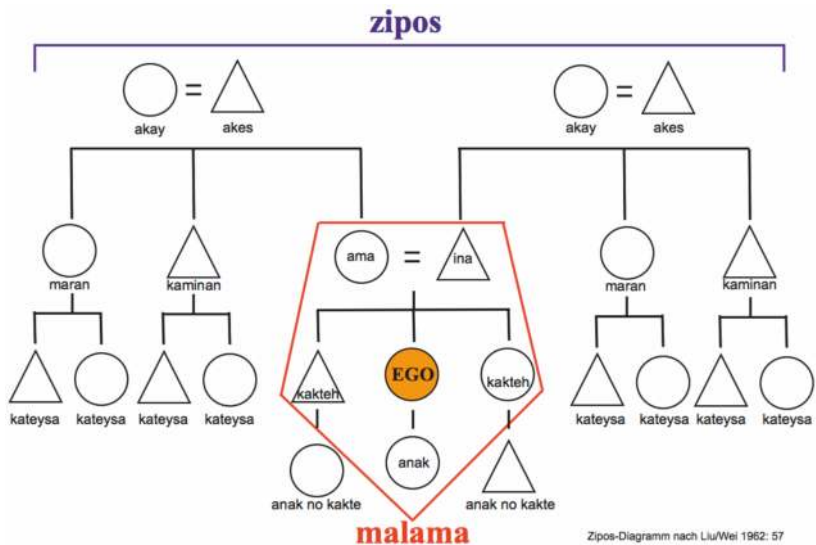 zipos
akay
akes
akay
akes
ama
ina
maran
kaminan
maran
kaminan
kakteh
EGO
kakteh
kateysa
kateysa
kateysa
kateysa
kateysa
kateysa
kateysa
kateysa
anak
anak no kakte
anak no kakte
malama
Zipos-Diagramm nach Liu/Wei 1962: 57